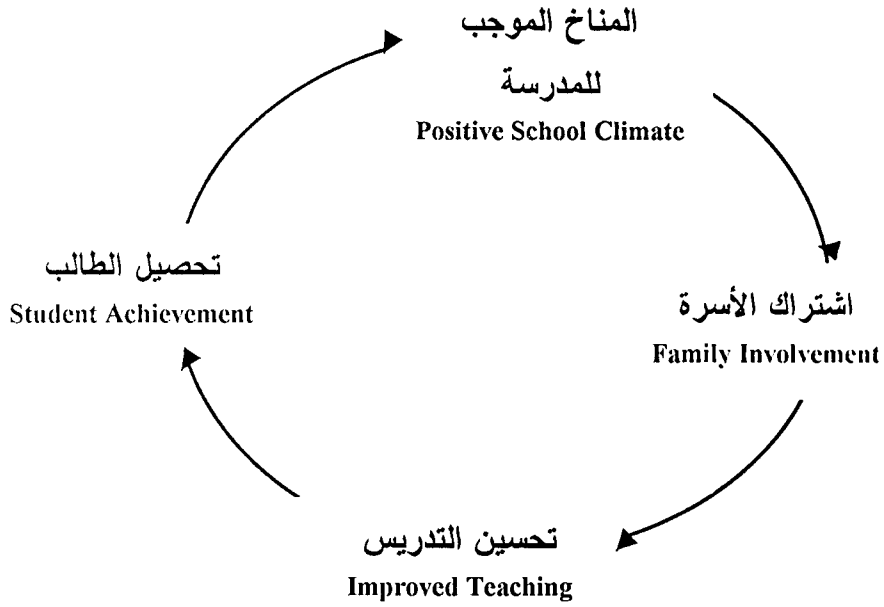 المناخ الموجب
للمدرسة
Positive School Climate
تحصيل الطالب
Student Achievement
اشتراك الأسرة
Family Involvement
تحسين التدريس
Improved Teaching